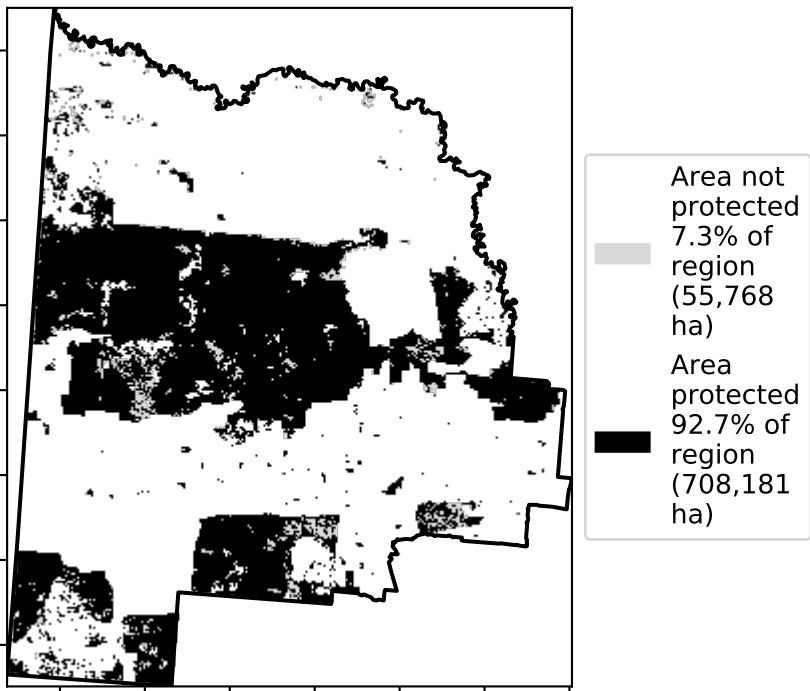 Area not
protected
7.3% of
region
(55,768
ha)
Area
protected
92.7% of
region
(708,181
ha)